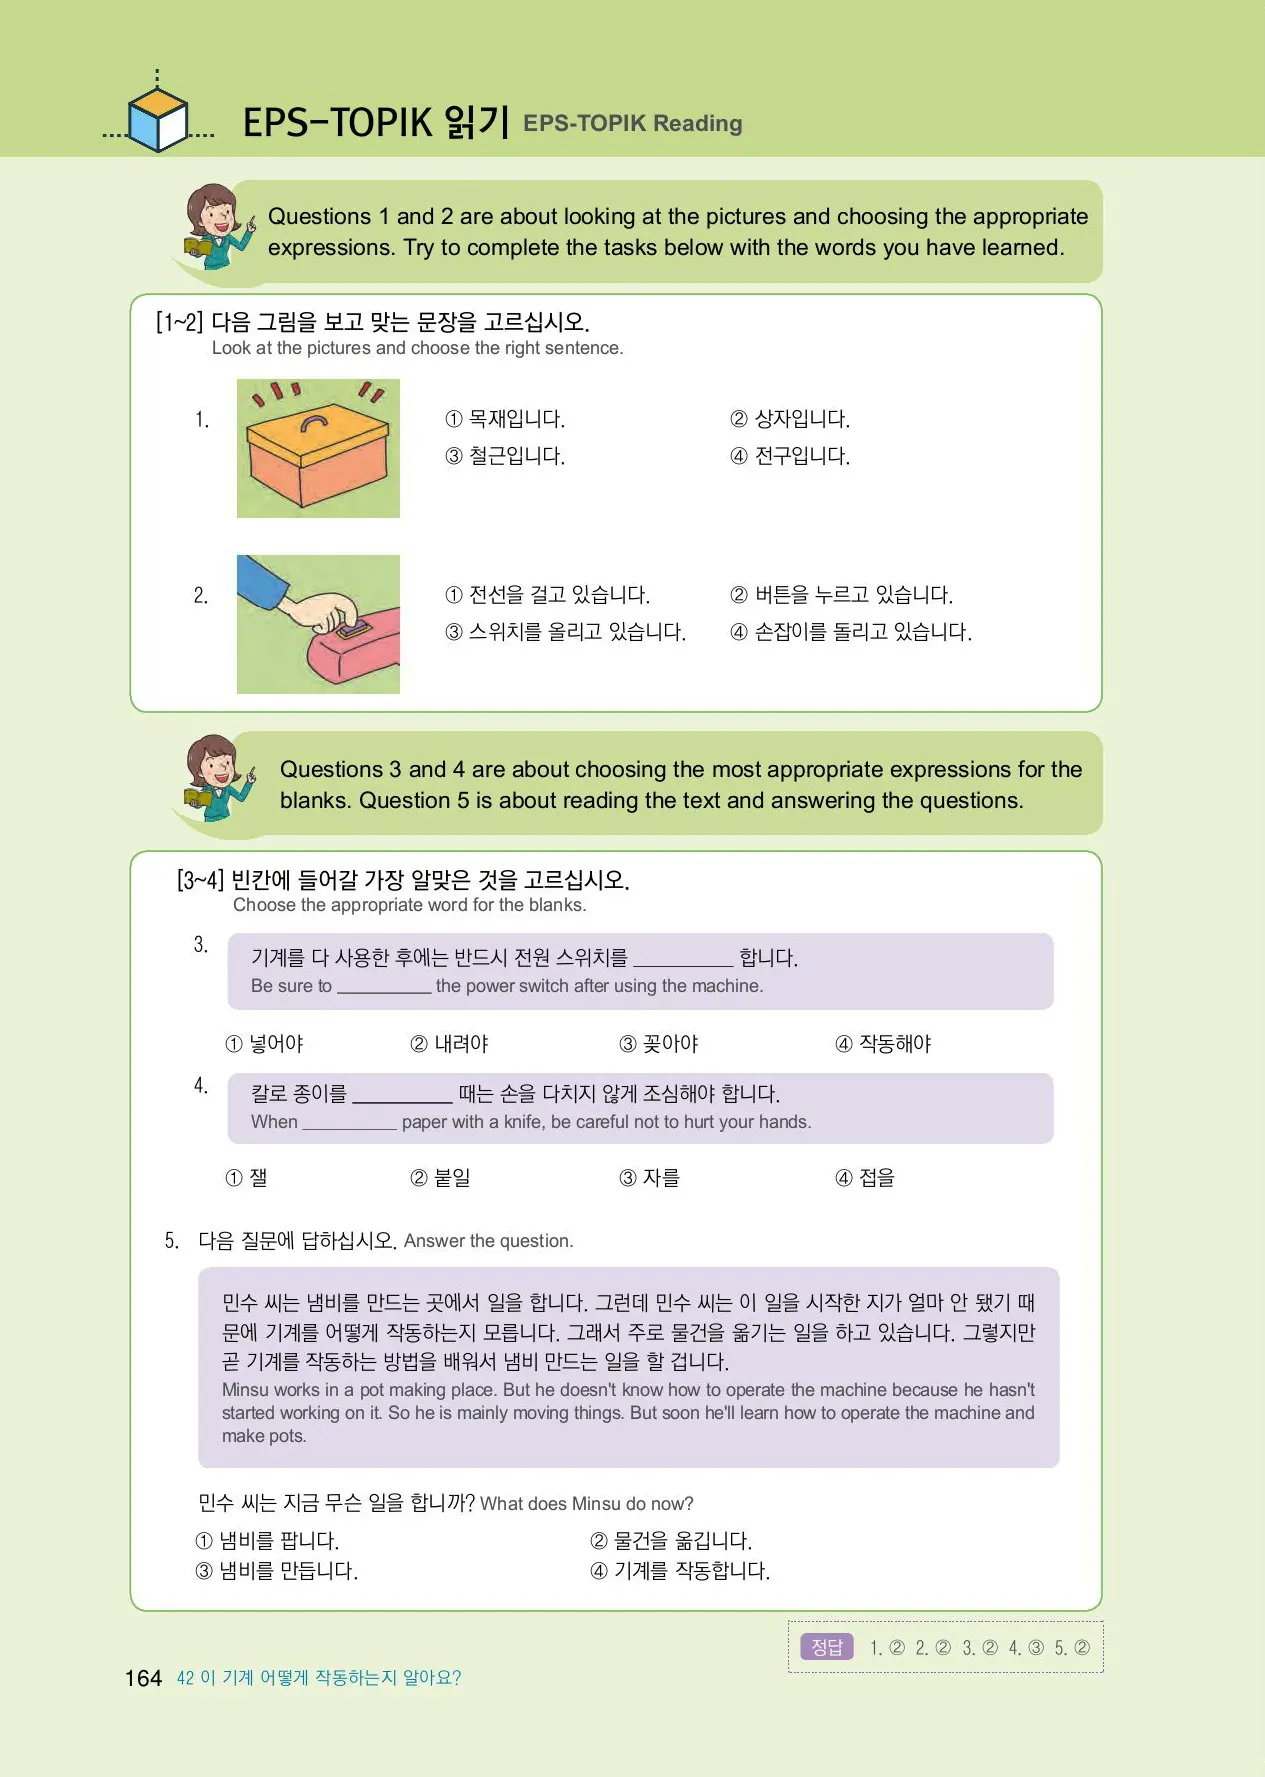 EPS-TOPIK 읽기 EPS-TOPIK Reading
Questions 1 and 2 are about looking at the pictures and choosing the appropriate
expressions. Try to complete the tasks below with the words you have learned.
[1~2] 다음 그림을 보고 맞는 문장을 고르십시오.
Look at the pictures and choose the right sentence.
1.
① 목재입니다. ② 상자입니다.
③ 철근입니다. ④ 전구입니다.
2.
① 전선을 걸고 있습니다. ② 버튼을 누르고 있습니다.
③ 스위치를 올리고 있습니다. ④ 손잡이를 돌리고 있습니다.
Questions 3 and 4 are about choosing the most appropriate expressions for the
blanks. Question 5 is about reading the text and answering the questions.
[3~4] 빈칸에 들어갈 가장 알맞은 것을 고르십시오.
Choose the appropriate word for the blanks.
3.
기계를 다 사용한 후에는 반드시 전원 스위치를 __________ 합니다.
Be sure to __________ the power switch after using the machine.
① 넣어야 ② 내려야 ③ 꽂아야 ④ 작동해야
4.
칼로 종이를 __________ 때는 손을 다치지 않게 조심해야 합니다.
When __________ paper with a knife, be careful not to hurt your hands.
① 잴 ② 붙일 ③ 자를 ④ 접을
5. 다음 질문에 답하십시오. Answer the question.
민수 씨는 냄비를 만드는 곳에서 일을 합니다. 그런데 민수 씨는 이 일을 시작한 지가 얼마 안 됐기 때
문에 기계를 어떻게 작동하는지 모릅니다. 그래서 주로 물건을 옮기는 일을 하고 있습니다. 그렇지만
곧 기계를 작동하는 방법을 배워서 냄비 만드는 일을 할 겁니다.
Minsu works in a pot making place. But he doesn't know how to operate the machine because he hasn't
started working on it. So he is mainly moving things. But soon he'll learn how to operate the machine and
make pots.
민수 씨는 지금 무슨 일을 합니까? What does Minsu do now?
① 냄비를 팝니다. ② 물건을 옮깁니다.
③ 냄비를 만듭니다. ④ 기계를 작동합니다.
정답 1. ② 2. ② 3. ② 4. ③ 5. ②
164 42 이 기계 어떻게 작동하는지 알아요?